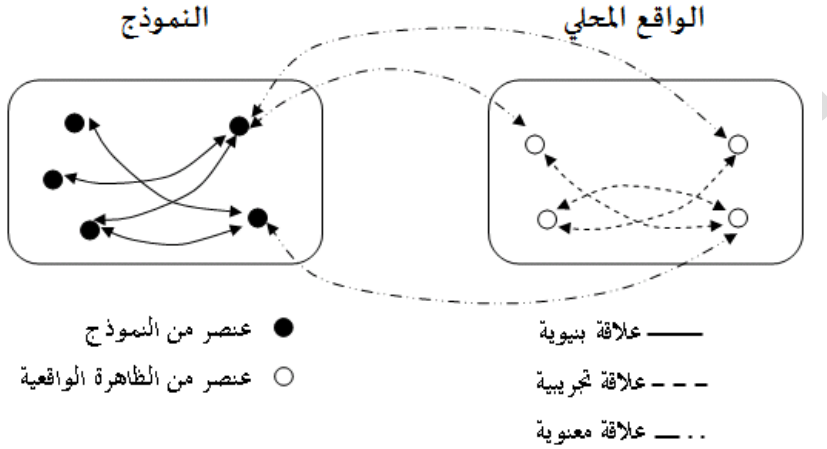 الواقع المحلي
النموذج
علاقة بنيوية
علاقة تجريبية
علاقة معنوية
عنصر من النموذج
عنصر من الظاهرة الواقعية